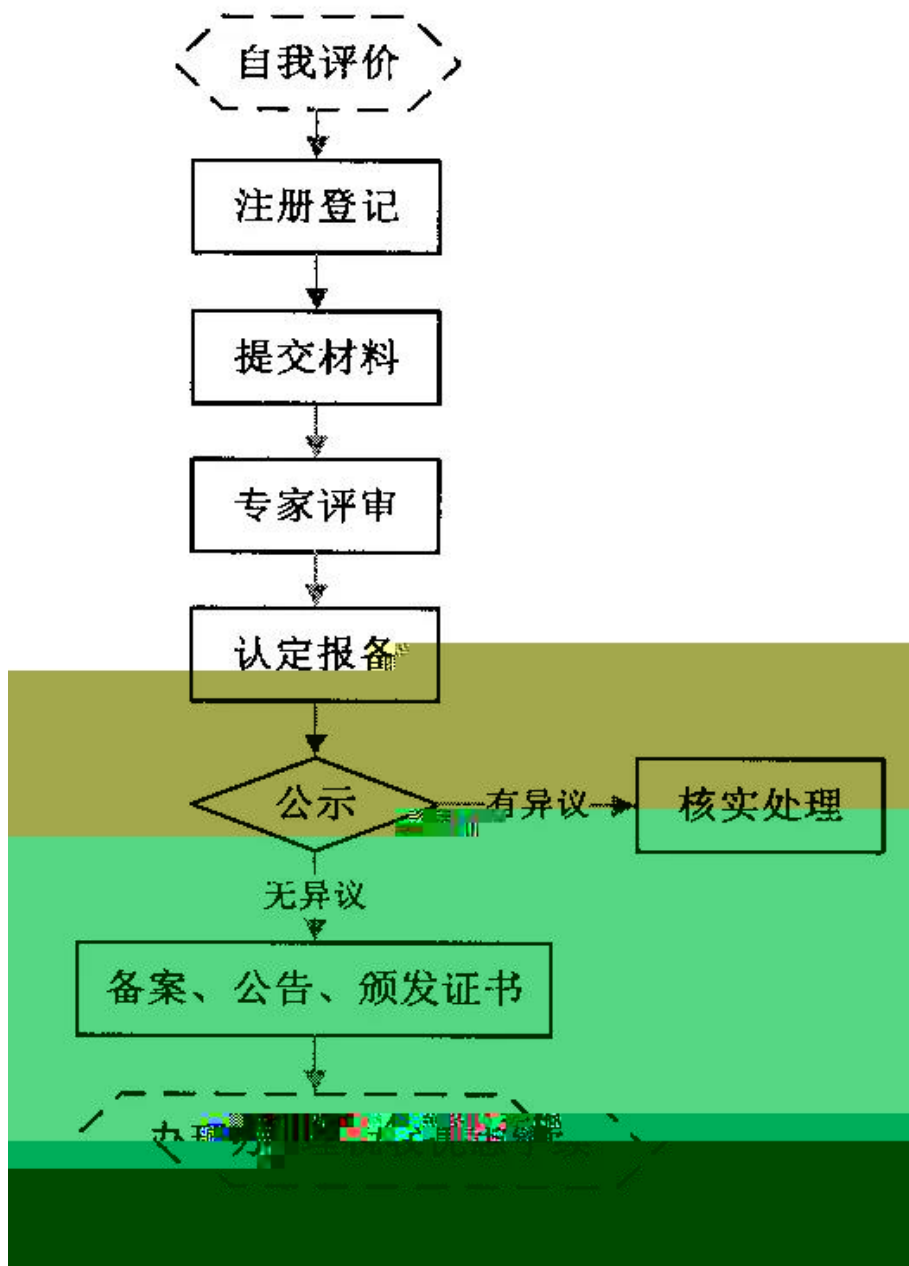 自我评价
注册登记
提交材料
专家评审
认定报备
公示
有异议
核实处理
无异议
备案、公告、颁发证书